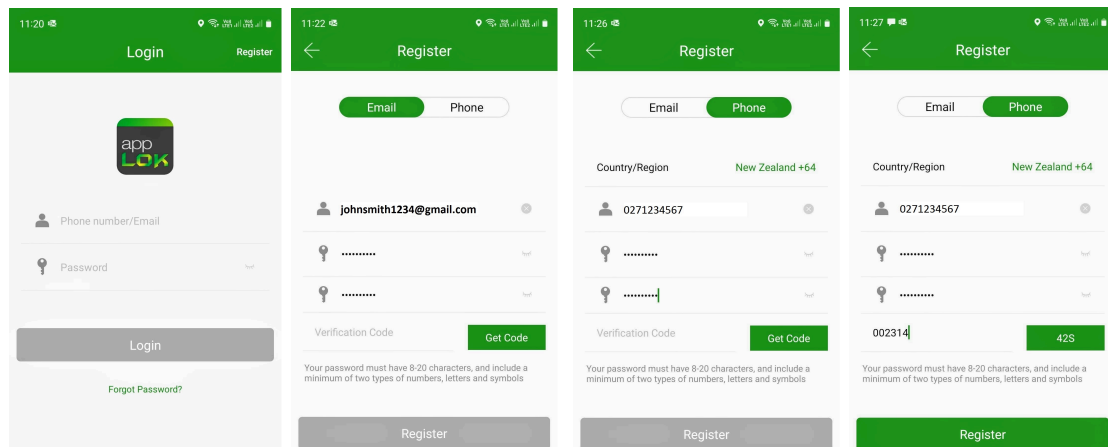 11:20
Login Register
app
LOK
Phone number/Email
Password
Login
Forgot Password?
11:22
Register
Email Phone
johnsmith1234@gmail.com
••••••••••
••••••••••
Verification Code Get Code
Your password must have 8-20 characters, and include a
minimum of two types of numbers, letters and symbols
Register
11:26
Register
Email Phone
Country/Region New Zealand +64
0271234567
••••••••••
••••••••••
Verification Code Get Code
Your password must have 8-20 characters, and include a
minimum of two types of numbers, letters and symbols
Register
11:27
Register
Email Phone
Country/Region New Zealand +64
0271234567
••••••••••
••••••••••
002314 42S
Your password must have 8-20 characters, and include a
minimum of two types of numbers, letters and symbols
Register